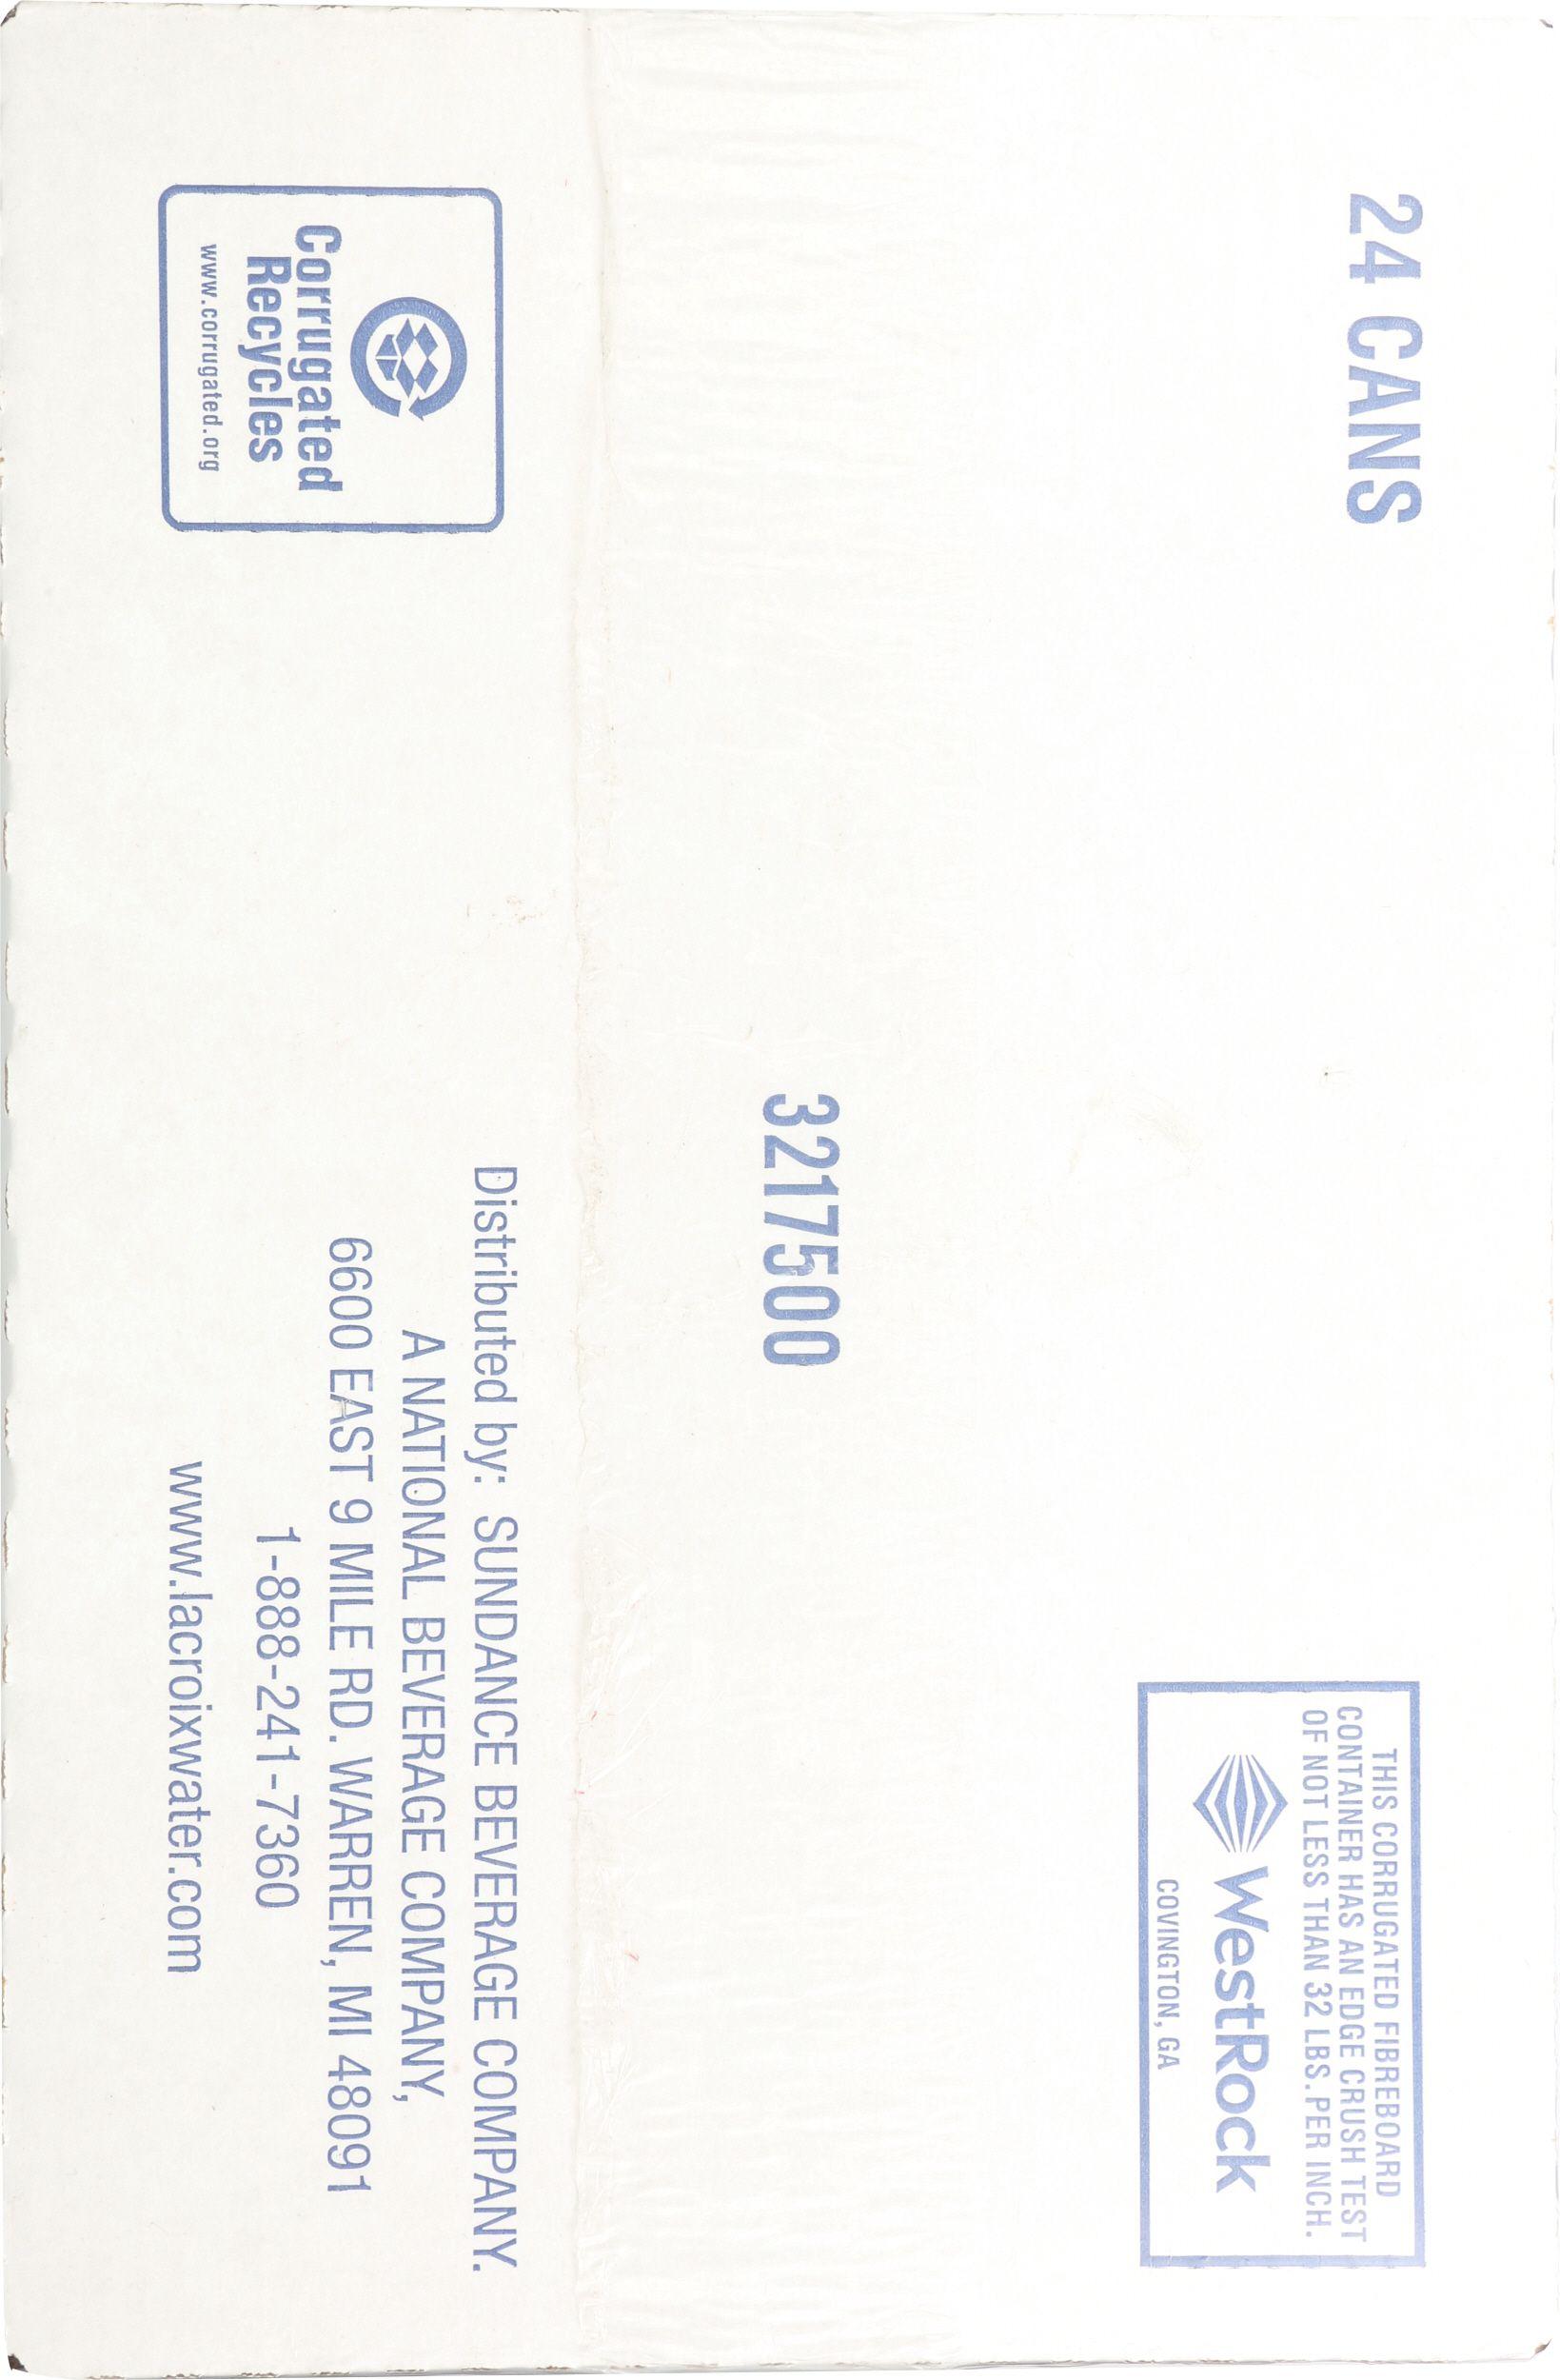 24 CANS
THIS CORRUGATED FIBREBOARD
CONTAINER HAS AN EDGE CRUSH TEST
OF NOT LESS THAN 32 LBS. PER INCH.
WestRock
COVINGTON, GA
3217500
Corrugated
Recycles
www.corrugated.org
Distributed by: SUNDANCE BEVERAGE COMPANY.
A NATIONAL BEVERAGE COMPANY,
6600 EAST 9 MILE RD. WARREN, MI 48091
1-888-241-7360
www.lacroixwater.com